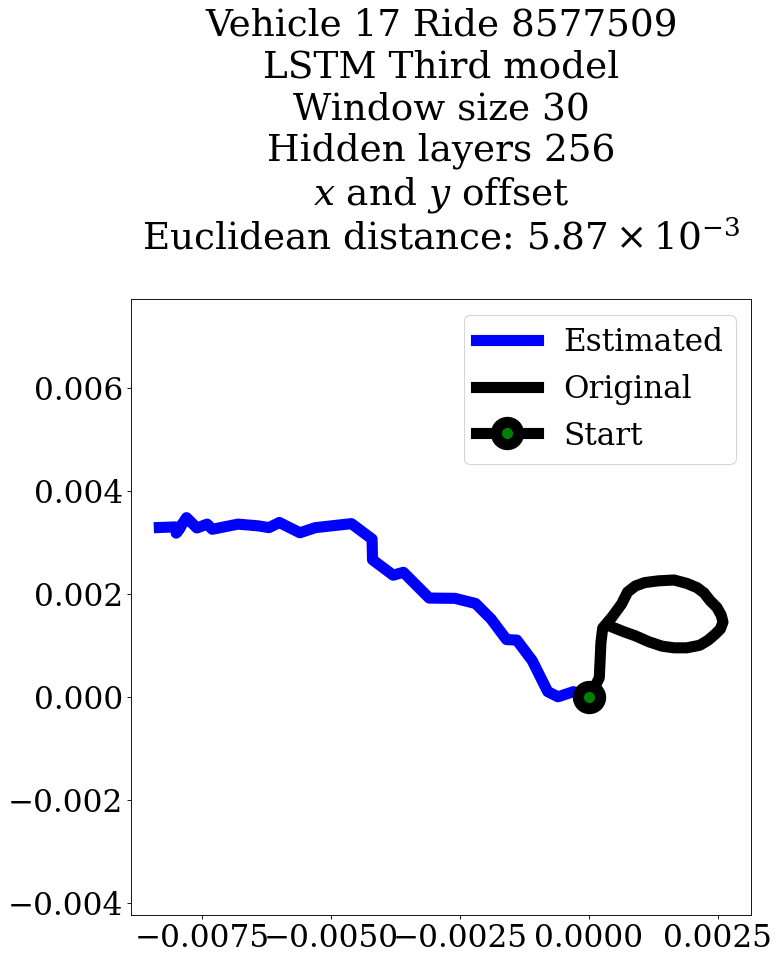 Vehicle 17 Ride 8577509
LSTM Third model
Window size 30
Hidden layers 256
x and y offset
Euclidean distance: 5.87 × 10⁻³
Estimated
Original
Start
0.006
0.004
0.002
0.000
−0.002
−0.004
−0.0075 −0.0050 −0.0025 0.0000 0.0025